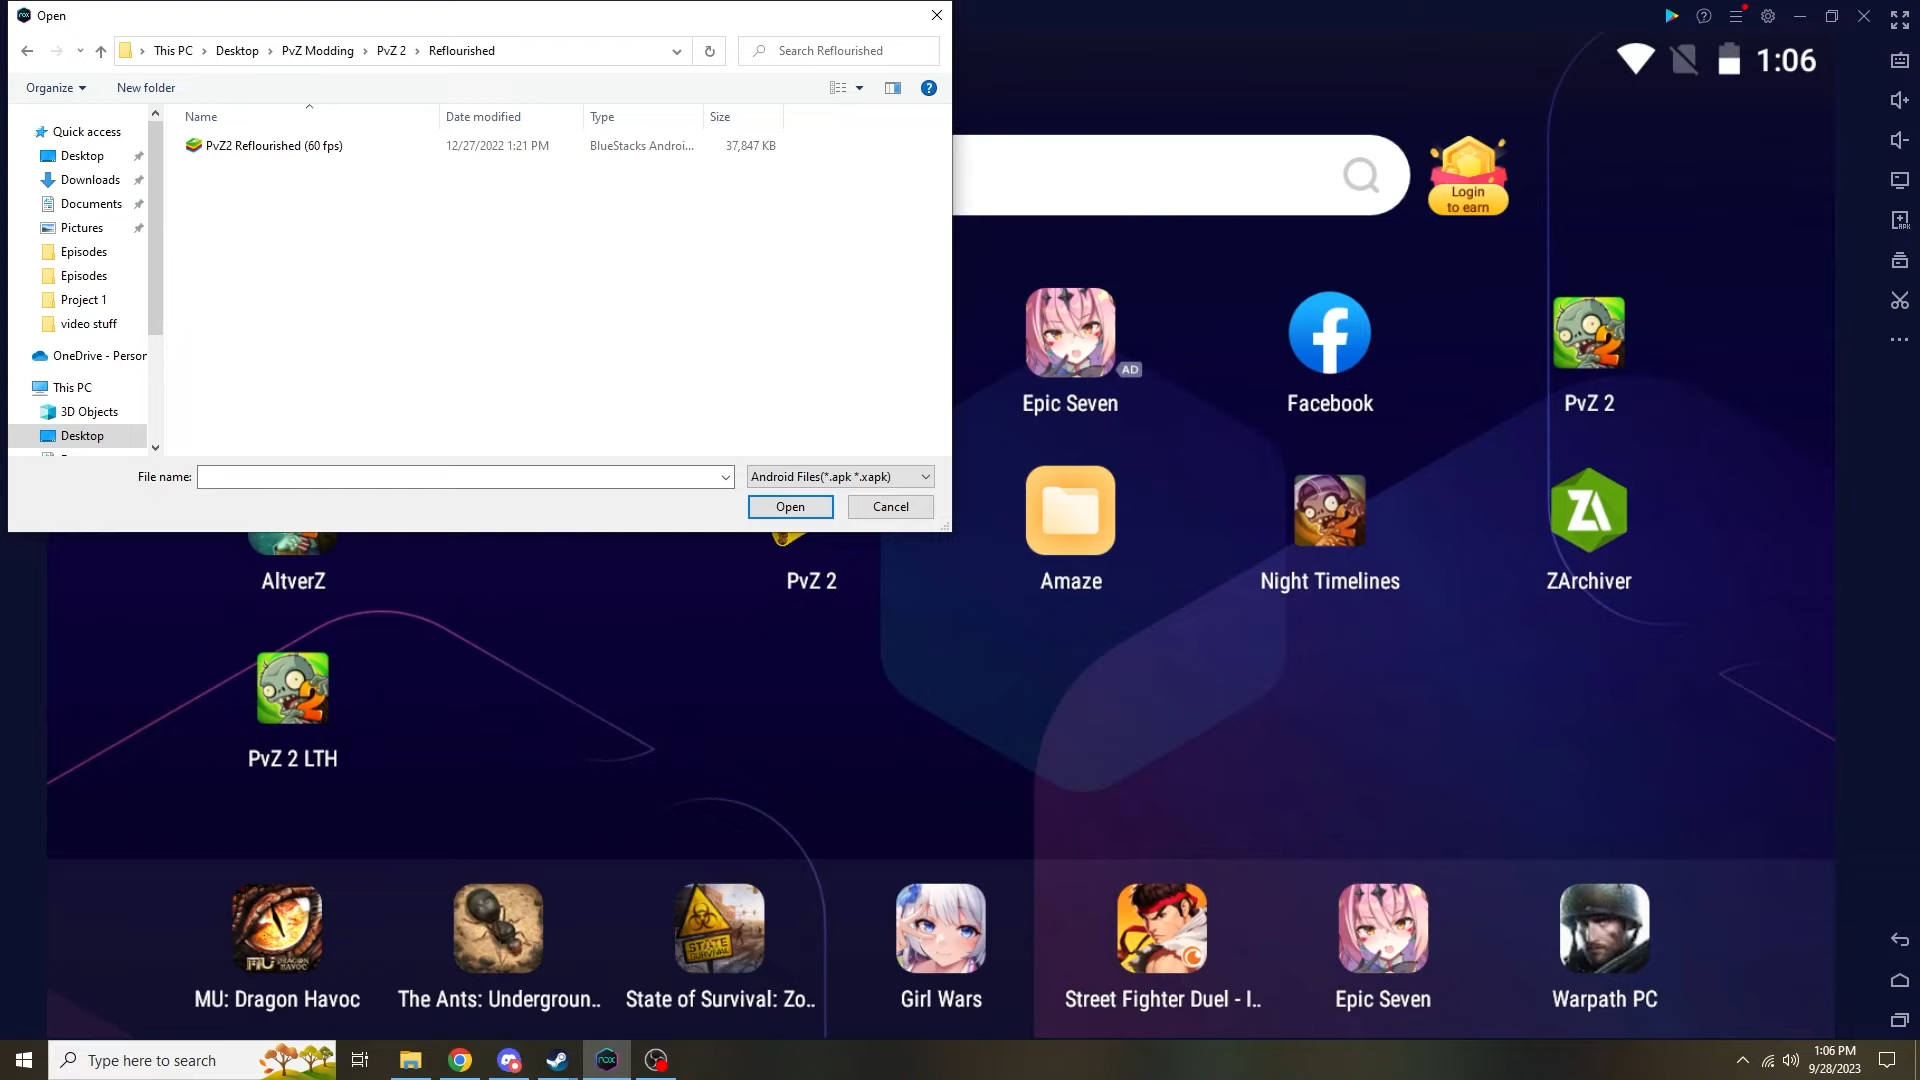 Open
This PC > Desktop > PvZ Modding > PvZ 2 > Reflourished
Search Reflourished
Organize
New folder
Name
Date modified
Type
Size
PvZ2 Reflourished (60 fps)
12/27/2022 1:21 PM
BlueStacks Androi...
37,847 KB
Quick access
Desktop
Downloads
Documents
Pictures
Episodes
Episodes
Project 1
video stuff
OneDrive - Person
This PC
3D Objects
Desktop
File name:
Android Files(*.apk *.xapk)
Open
Cancel
1:06
Login
to earn
AD
Epic Seven
Facebook
PvZ 2
AltverZ
PvZ 2
Amaze
Night Timelines
ZArchiver
PvZ 2 LTH
MU: Dragon Havoc
The Ants: Undergroun..
State of Survival: Zo..
Girl Wars
Street Fighter Duel - I..
Epic Seven
Warpath PC
Type here to search
1:06 PM
9/28/2023